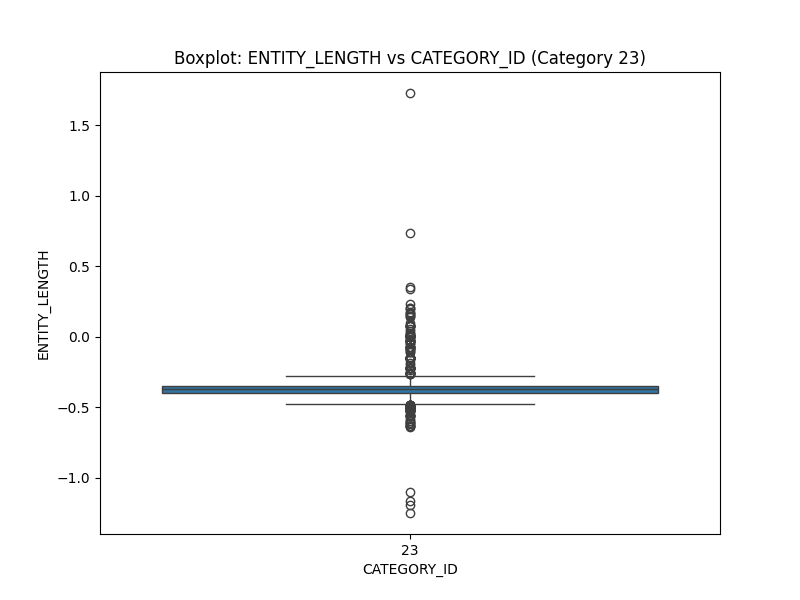 Boxplot: ENTITY_LENGTH vs CATEGORY_ID (Category 23)
1.5
1.0
0.5
0.0
−0.5
−1.0
ENTITY_LENGTH
23
CATEGORY_ID